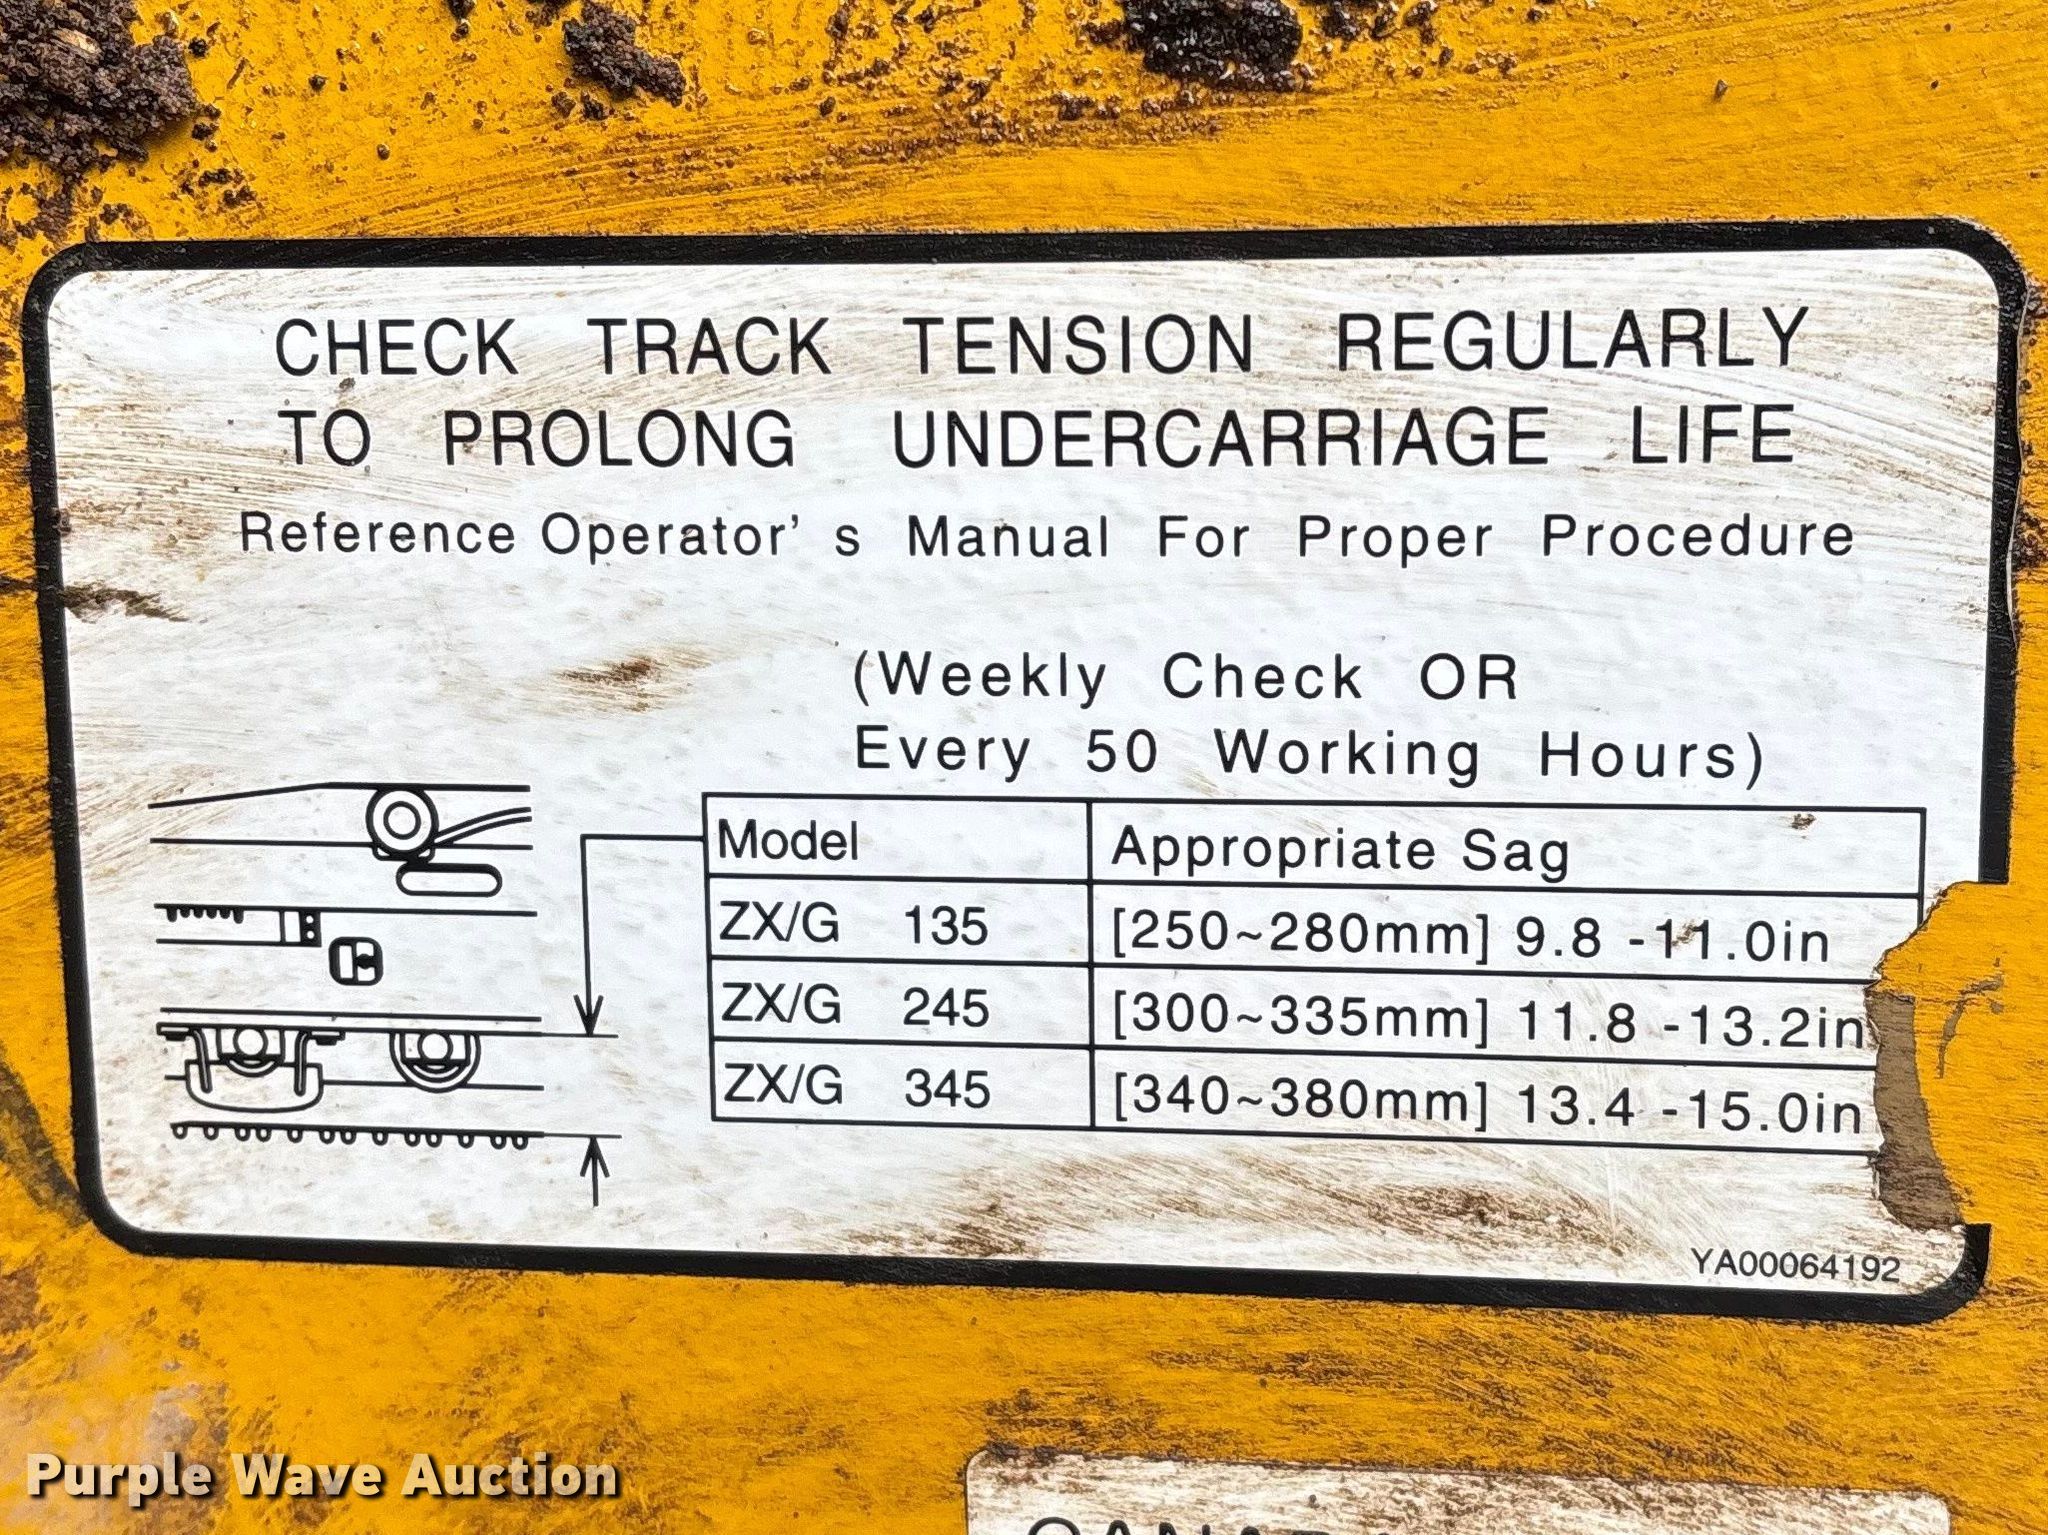 CHECK TRACK TENSION REGULARLY
TO PROLONG UNDERCARRIAGE LIFE
Reference Operator's Manual For Proper Procedure
(Weekly Check OR
Every 50 Working Hours)
Model Appropriate Sag
ZX/G 135 [250~280mm] 9.8 -11.0in
ZX/G 245 [300~335mm] 11.8 -13.2in
ZX/G 345 [340~380mm] 13.4 -15.0in
YA00064192
Purple Wave Auction